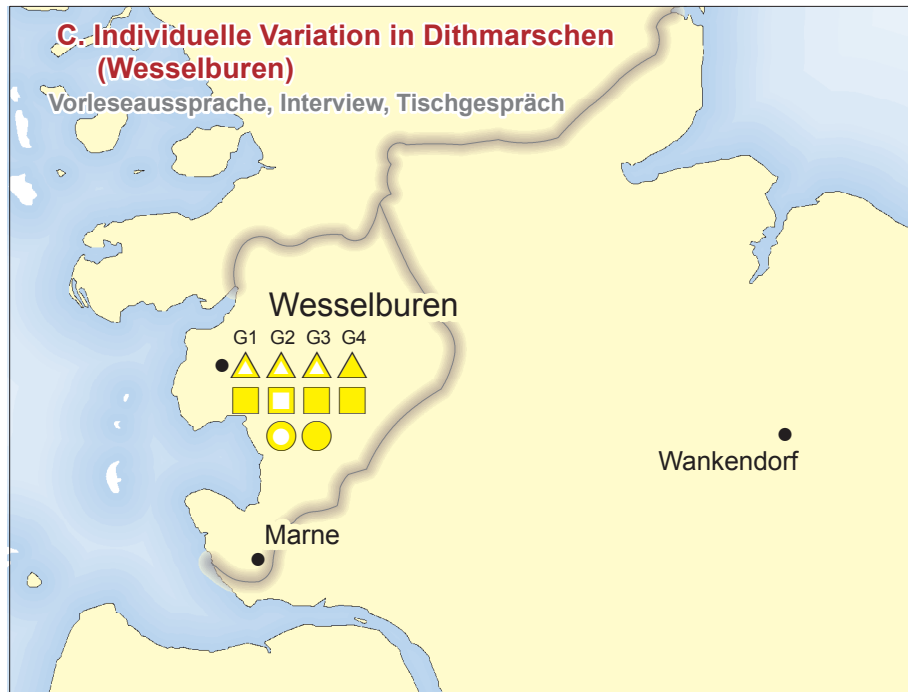 C. Individuelle Variation in Dithmarschen
(Wesselburen)
Vorleseaussprache, Interview, Tischgespräch
Wesselburen
G1 G2 G3 G4
Wankendorf
Marne